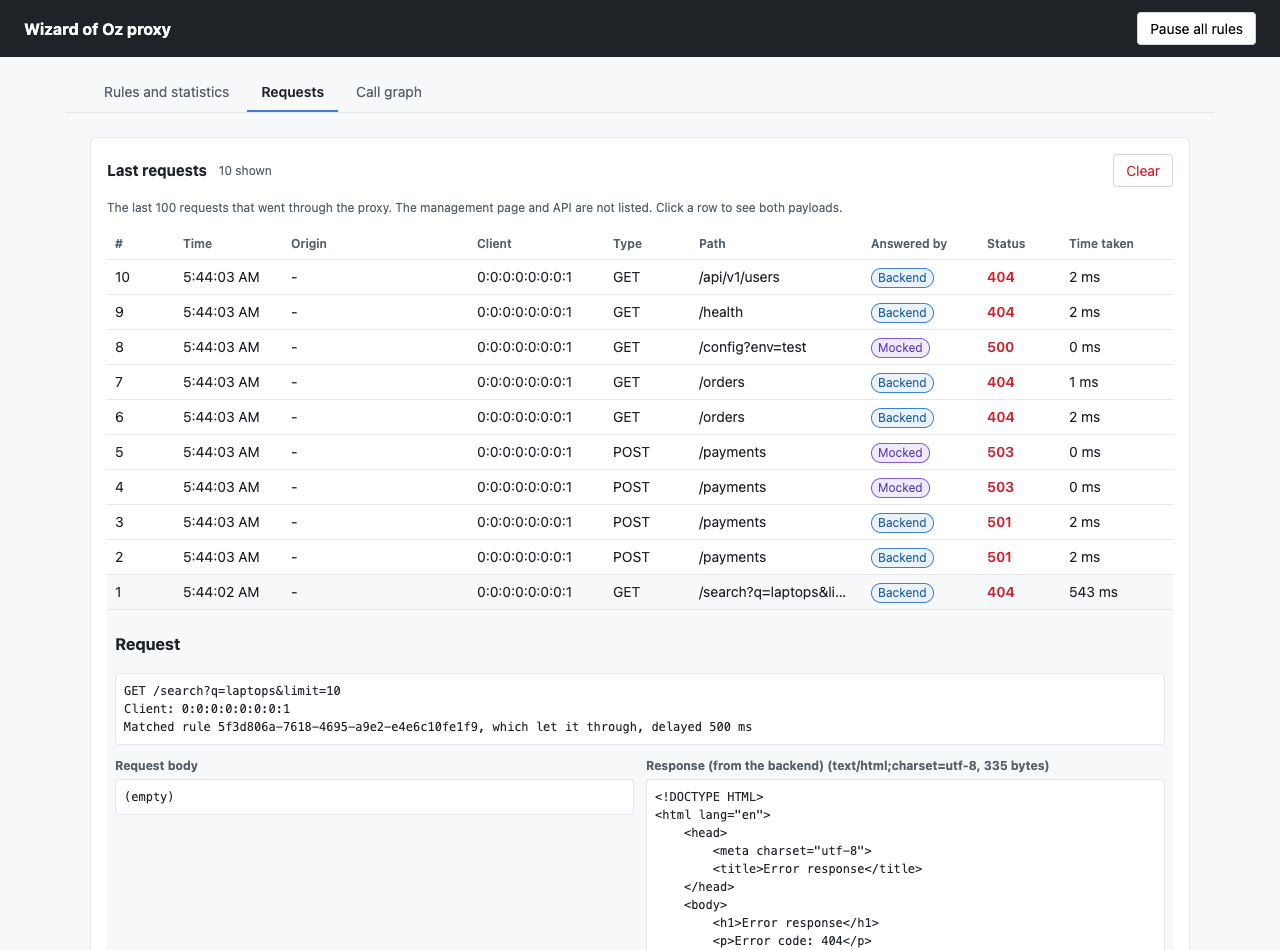 Wizard of Oz proxy
Pause all rules
Rules and statistics Requests Call graph
Last requests 10 shown
Clear
The last 100 requests that went through the proxy. The management page and API are not listed. Click a row to see both payloads.
# Time Origin Client Type Path Answered by Status Time taken
10 5:44:03 AM - 0:0:0:0:0:0:0:1 GET /api/v1/users Backend 404 2 ms
9 5:44:03 AM - 0:0:0:0:0:0:0:1 GET /health Backend 404 2 ms
8 5:44:03 AM - 0:0:0:0:0:0:0:1 GET /config?env=test Mocked 500 0 ms
7 5:44:03 AM - 0:0:0:0:0:0:0:1 GET /orders Backend 404 1 ms
6 5:44:03 AM - 0:0:0:0:0:0:0:1 GET /orders Backend 404 2 ms
5 5:44:03 AM - 0:0:0:0:0:0:0:1 POST /payments Mocked 503 0 ms
4 5:44:03 AM - 0:0:0:0:0:0:0:1 POST /payments Mocked 503 0 ms
3 5:44:03 AM - 0:0:0:0:0:0:0:1 POST /payments Backend 501 2 ms
2 5:44:03 AM - 0:0:0:0:0:0:0:1 POST /payments Backend 501 2 ms
1 5:44:02 AM - 0:0:0:0:0:0:0:1 GET /search?q=laptops&li... Backend 404 543 ms
Request
GET /search?q=laptops&limit=10
Client: 0:0:0:0:0:0:0:1
Matched rule 5f3d806a-7618-4695-a9e2-e4e6c10fe1f9, which let it through, delayed 500 ms
Request body
(empty)
Response (from the backend) (text/html;charset=utf-8, 335 bytes)
<!DOCTYPE HTML>
<html lang="en">
    <head>
        <meta charset="utf-8">
        <title>Error response</title>
    </head>
    <body>
        <h1>Error response</h1>
        <p>Error code: 404</p>